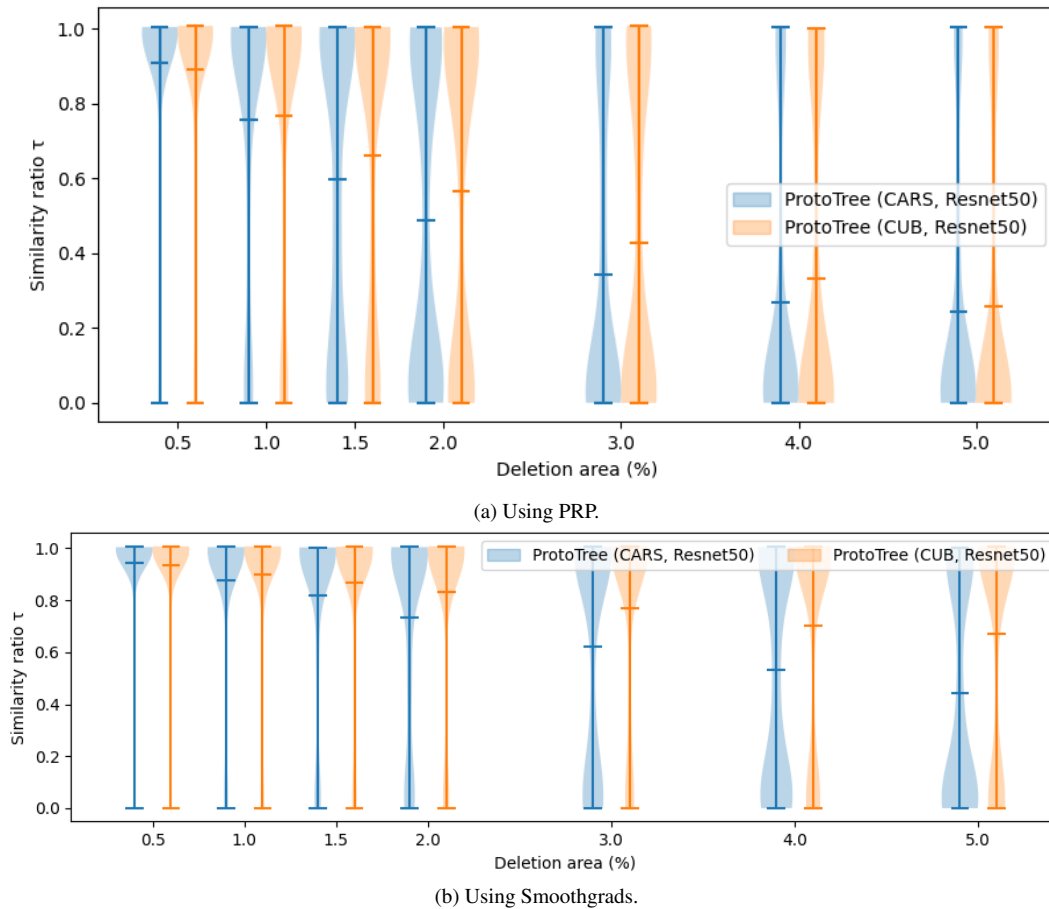 1.0
0.8
0.6
0.4
0.2
0.0
Similarity ratio τ
ProtoTree (CARS, Resnet50)
ProtoTree (CUB, Resnet50)
0.5 1.0 1.5 2.0 3.0 4.0 5.0
Deletion area (%)
(a) Using PRP.
1.0
0.8
0.6
0.4
0.2
0.0
Similarity ratio τ
ProtoTree (CARS, Resnet50) ProtoTree (CUB, Resnet50)
0.5 1.0 1.5 2.0 3.0 4.0 5.0
Deletion area (%)
(b) Using Smoothgrads.